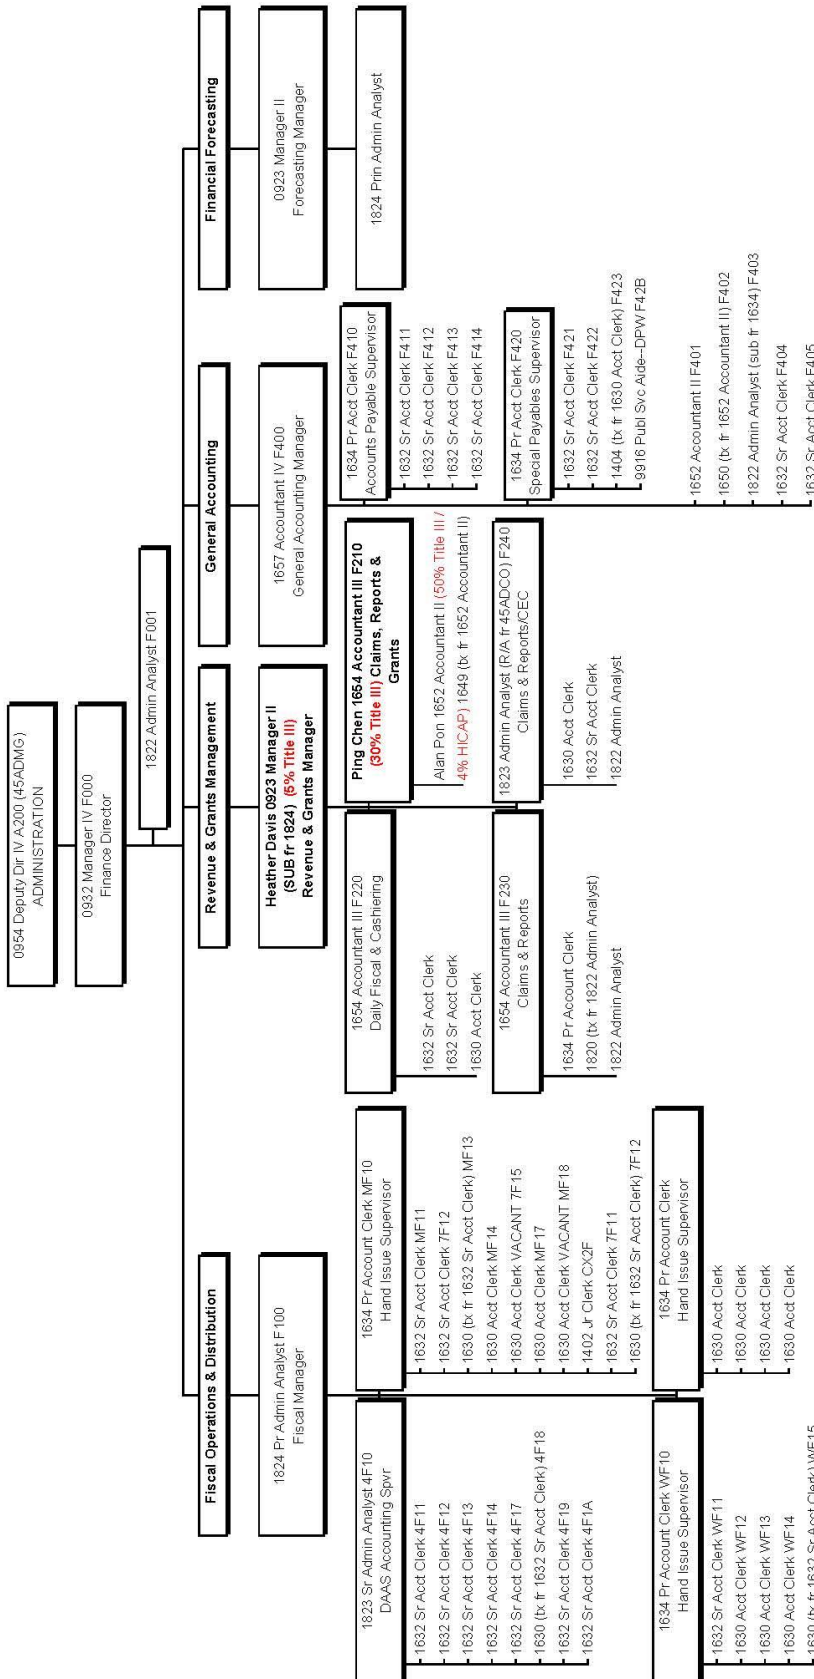 0954 Deputy Dir IV A200 (45ADMG)
ADMINISTRATION
0932 Manager IV F000
Finance Director
1822 Admin Analyst F001
Fiscal Operations & Distribution
1824 Pr Admin Analyst F100
Fiscal Manager
1823 Sr Admin Analyst 4F10
DAAS Accounting Spvr
1632 Sr Acct Clerk 4F11
1632 Sr Acct Clerk 4F12
1632 Sr Acct Clerk 4F13
1632 Sr Acct Clerk 4F14
1632 Sr Acct Clerk 4F17
1630 (tx fr 1632 Sr Acct Clerk) 4F18
1632 Sr Acct Clerk 4F19
1632 Sr Acct Clerk 4F1A
1634 Pr Account Clerk MF10
Hand Issue Supervisor
1632 Sr Acct Clerk MF11
1632 Sr Acct Clerk 7F12
1630 (tx fr 1632 Sr Acct Clerk) MF13
1630 Acct Clerk MF14
1630 Acct Clerk VACANT 7F15
1630 Acct Clerk MF17
1630 Acct Clerk VACANT MF18
1402 Jr Clerk CX2F
1632 Sr Acct Clerk 7F11
1630 (tx fr 1632 Sr Acct Clerk) 7F12
1634 Pr Account Clerk WF10
Hand Issue Supervisor
1632 Sr Acct Clerk WF11
1630 Acct Clerk WF12
1630 Acct Clerk WF13
1630 Acct Clerk WF14
1630 (tx fr 1632 Sr Acct Clerk) WF15
1634 Pr Account Clerk
Hand Issue Supervisor
1630 Acct Clerk
1630 Acct Clerk
1630 Acct Clerk
1630 Acct Clerk
Revenue & Grants Management
Heather Davis 0923 Manager II
(SUB fr 1824) (5% Title III)
Revenue & Grants Manager
1654 Accountant III F220
Daily Fiscal & Cashiering
1632 Sr Acct Clerk
1632 Sr Acct Clerk
1630 Acct Clerk
Ping Chen 1654 Accountant III F210
(30% Title III) Claims, Reports &
Grants
Alan Pon 1652 Accountant II (50% Title III /
4% HICAP) 1649 (tx fr 1652 Accountant II)
1654 Accountant III F230
Claims & Reports
1634 Pr Account Clerk
1820 (tx fr 1822 Admin Analyst)
1822 Admin Analyst
1823 Admin Analyst (R/A fr 45ADCO) F240
Claims & Reports/CEC
1630 Acct Clerk
1632 Sr Acct Clerk
1822 Admin Analyst
General Accounting
1657 Accountant IV F400
General Accounting Manager
1634 Pr Acct Clerk F410
Accounts Payable Supervisor
1632 Sr Acct Clerk F411
1632 Sr Acct Clerk F412
1632 Sr Acct Clerk F413
1632 Sr Acct Clerk F414
1634 Pr Acct Clerk F420
Special Payables Supervisor
1632 Sr Acct Clerk F421
1632 Sr Acct Clerk F422
1404 (tx fr 1630 Acct Clerk) F423
9916 Publ Svc Aide--DPW F42B
1652 Accountant II F401
1650 (tx fr 1652 Accountant II) F402
1822 Admin Analyst (sub fr 1634) F403
1632 Sr Acct Clerk F404
1632 Sr Acct Clerk F405
Financial Forecasting
0923 Manager II
Forecasting Manager
1824 Prin Admin Analyst